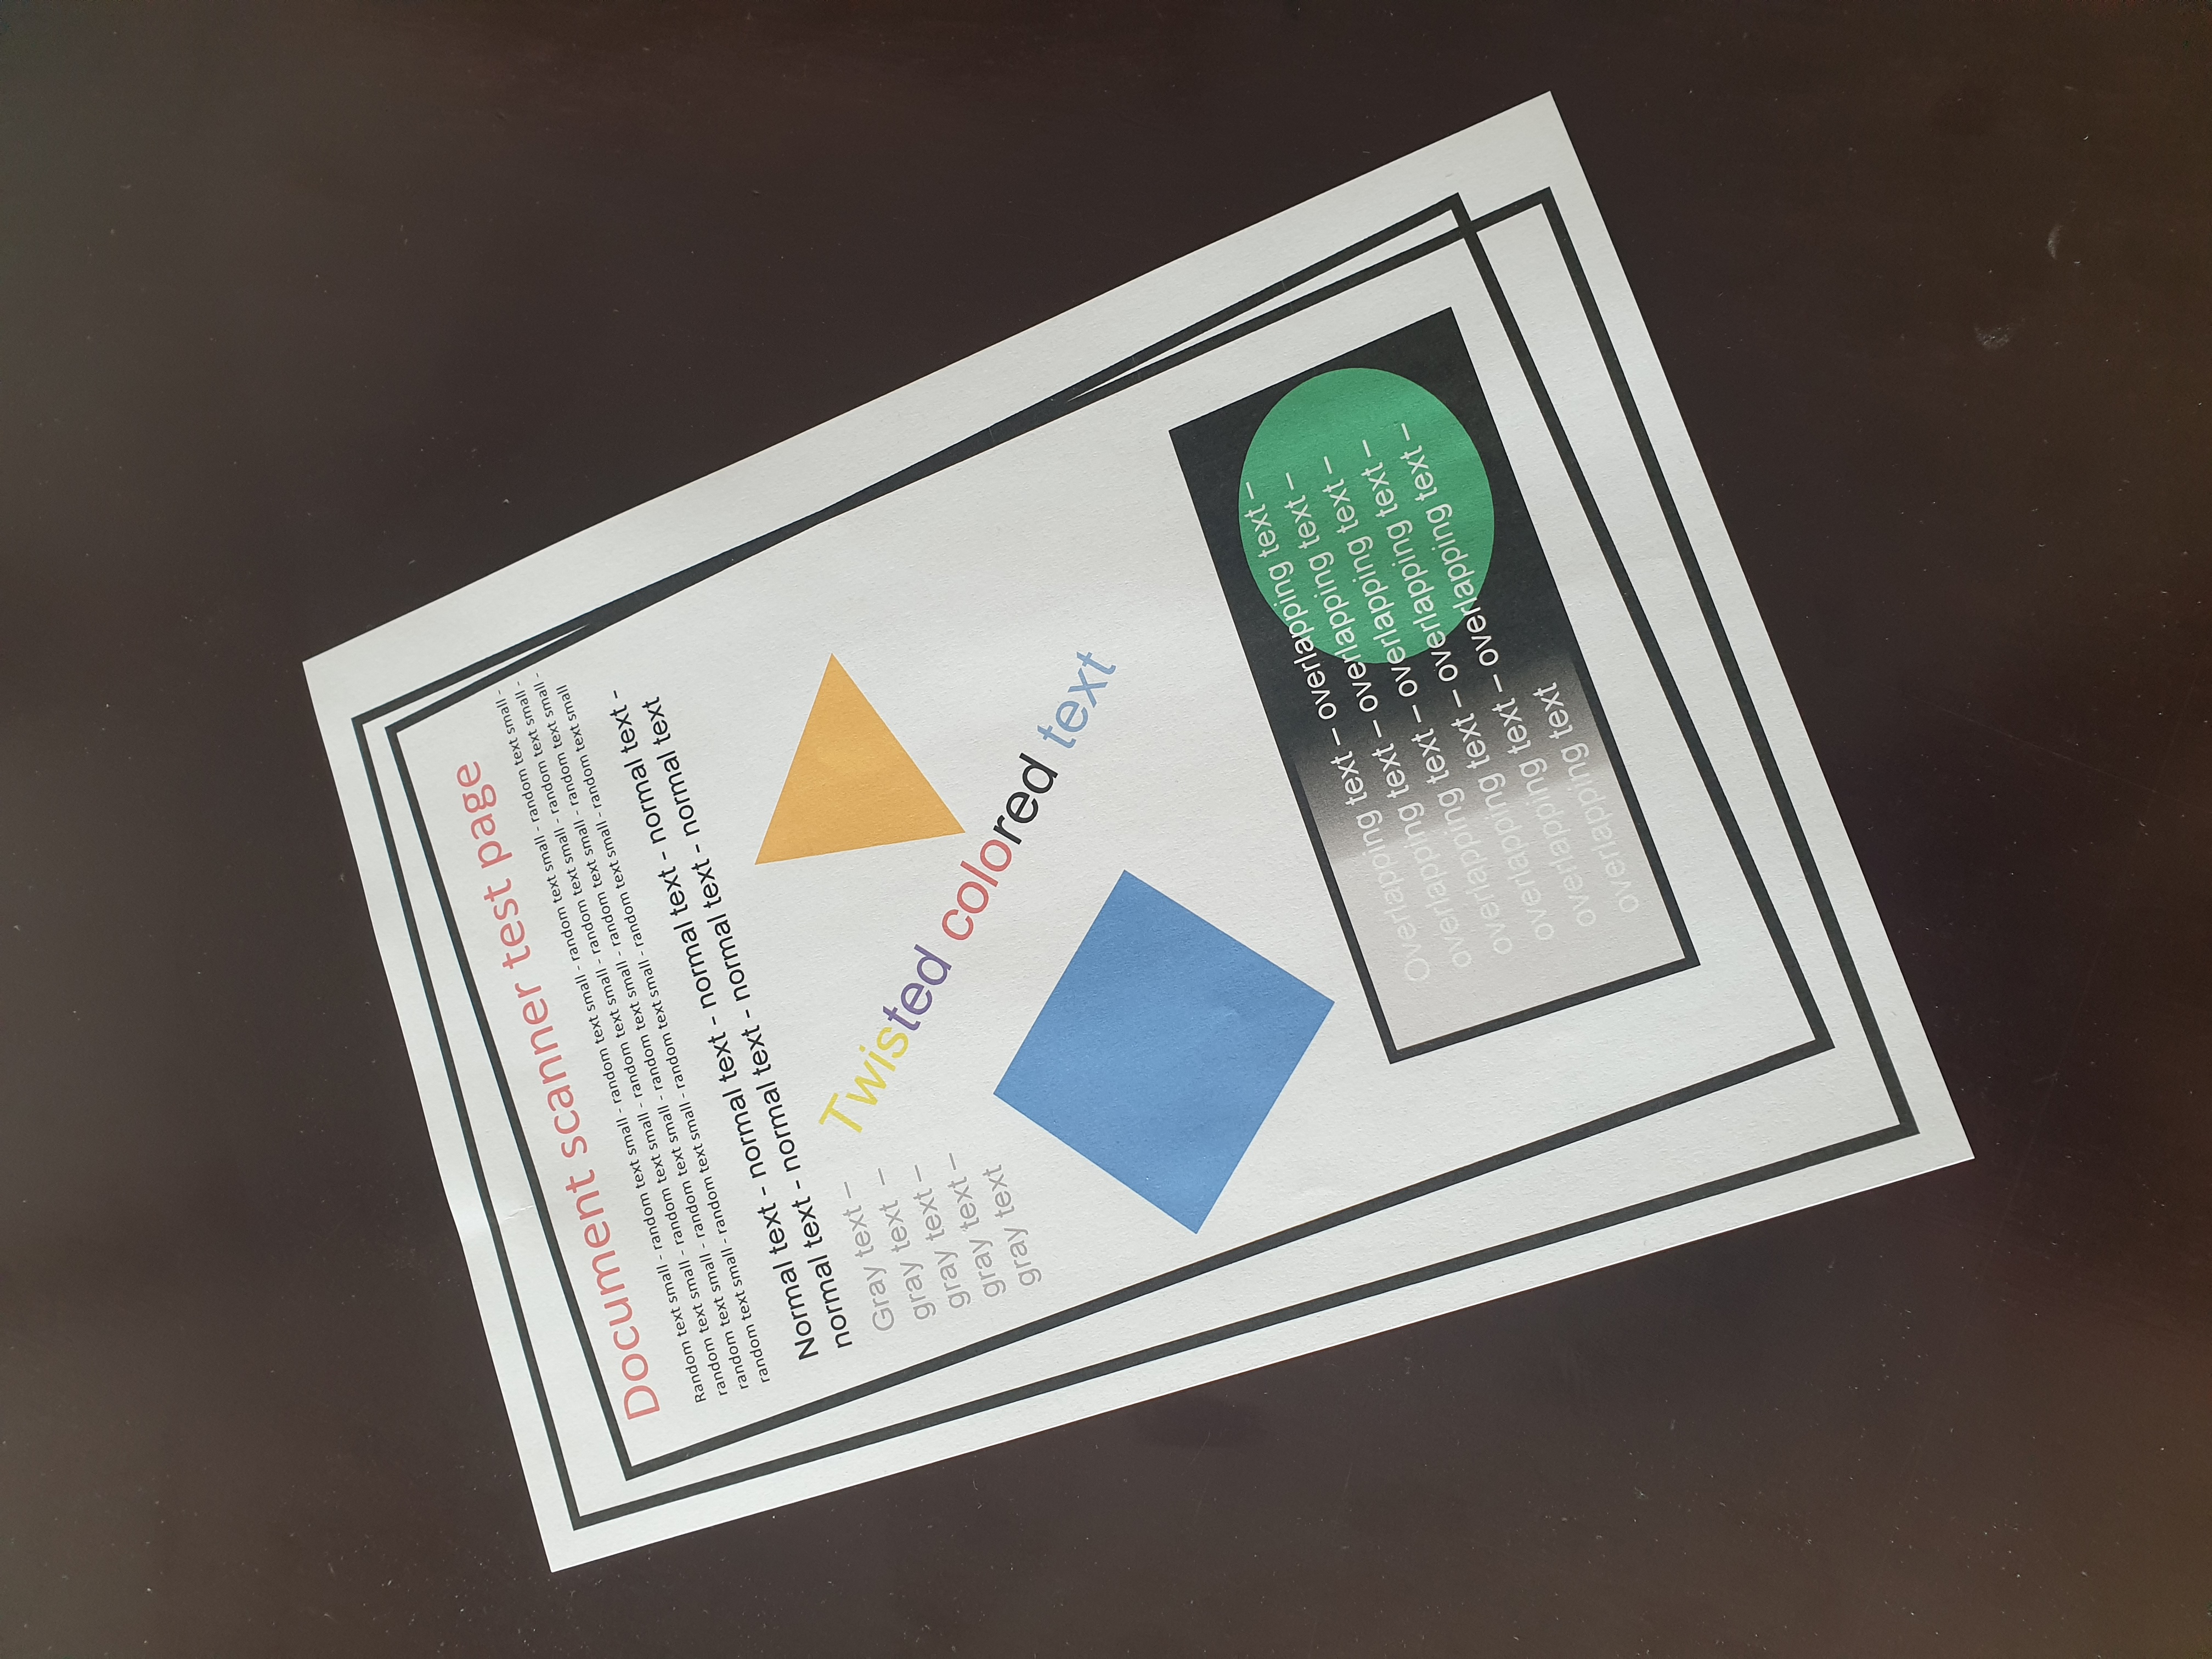 Document scanner test page
Random text small - random text small - random text small - random text small - random text small -
random text small - random text small - random text small - random text small - random text small -
random text small - random text small - random text small - random text small - random text small -
random text small - random text small - random text small - random text small - random text small
Normal text - normal text - normal text - normal text -
normal text - normal text - normal text - normal text
Gray text –
gray text –
gray text –
gray text –
gray text
Twisted colored text
Overlapping text – overlapping text –
overlapping text – overlapping text –
overlapping text – overlapping text –
overlapping text – overlapping text –
overlapping text – overlapping text –
overlapping text